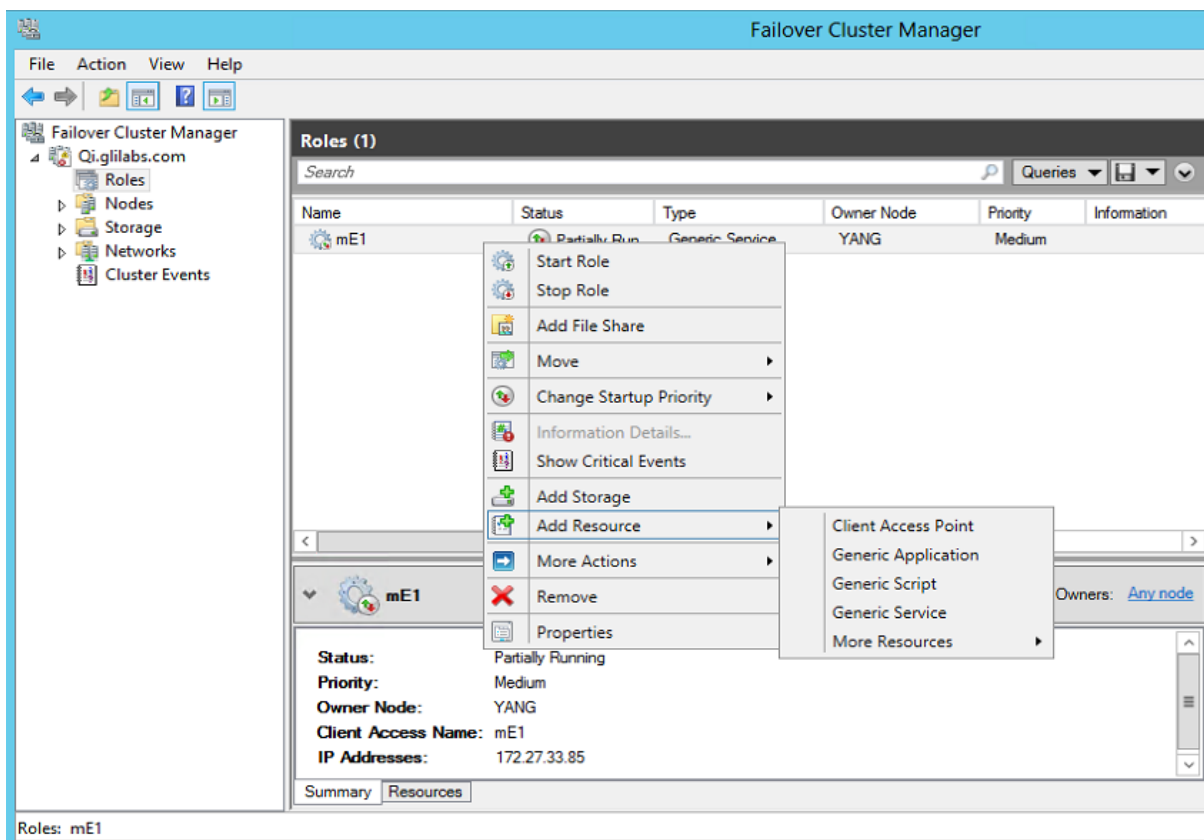 Failover Cluster Manager
File Action View Help
Failover Cluster Manager
Qi.glilabs.com
Roles
Nodes
Storage
Networks
Cluster Events
Roles (1)
Search
Queries
Name Status Type Owner Node Priority Information
mE1 Partially Run Generic Service YANG Medium
Start Role
Stop Role
Add File Share
Move
Change Startup Priority
Information Details...
Show Critical Events
Add Storage
Add Resource
More Actions
Remove
Properties
Client Access Point
Generic Application
Generic Script
Generic Service
More Resources
mE1
Owners: Any node
Status: Partially Running
Priority: Medium
Owner Node: YANG
Client Access Name: mE1
IP Addresses: 172.27.33.85
Summary Resources
Roles: mE1